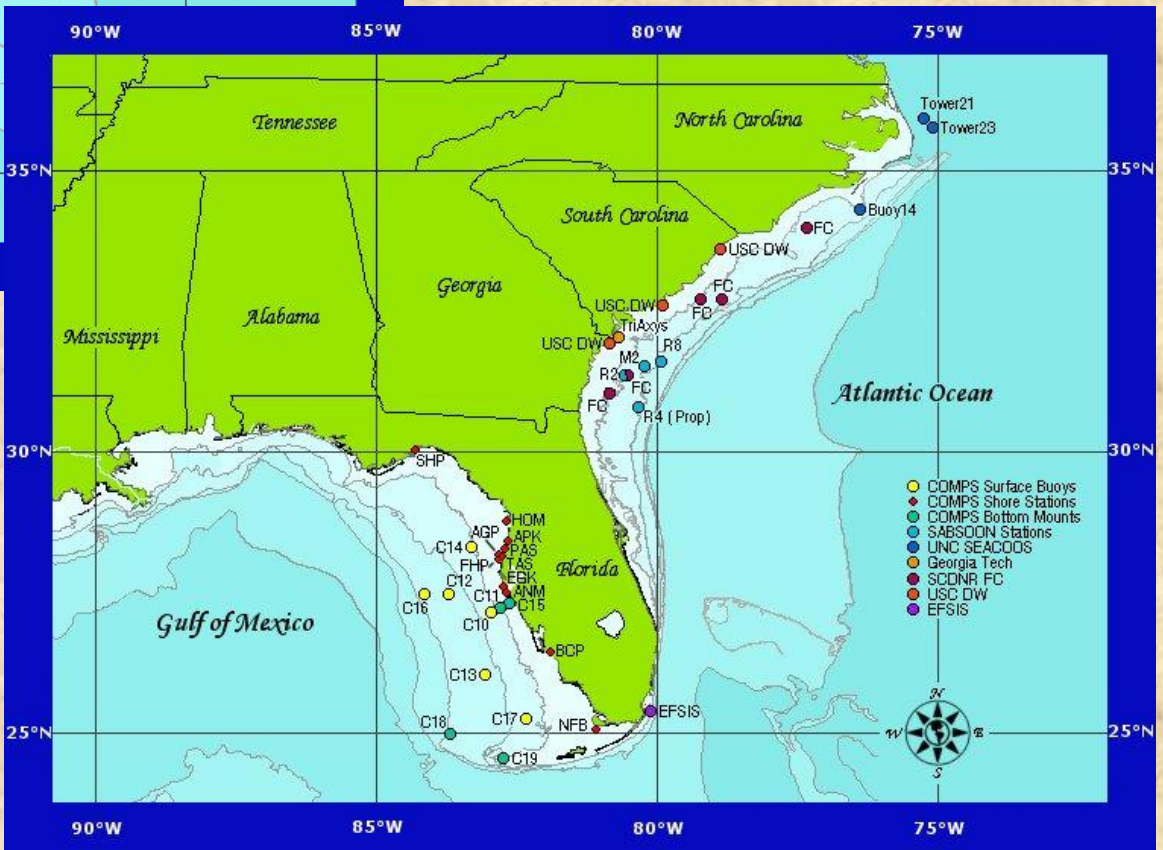 90°W 85°W 80°W 75°W
Tower21
Tower23
Tennessee
North Carolina
35°N
35°N
South Carolina
Buoy14
FC
USC DW
Georgia
FC
USC DW
FC
Alabama
Mississippi
TriAxys
USC DW
R8
M2
R2
FC
FC
R4 ( Prop)
Atlantic Ocean
30°N
30°N
SHP
COMPS Surface Buoys
COMPS Shore Stations
COMPS Bottom Mounts
SABSOON Stations
UNC SEACOOS
Georgia Tech
SCDNR FC
USC DW
EFSIS
HOM
AGP
APK
C14
PAS
FHP
TAS
Florida
C12
EGK
C11
ANM
C16
C15
C10
Gulf of Mexico
BCP
C13
C18
C17
NFB
EFSIS
N
W
E
S
25°N
25°N
C19
90°W 85°W 80°W 75°W